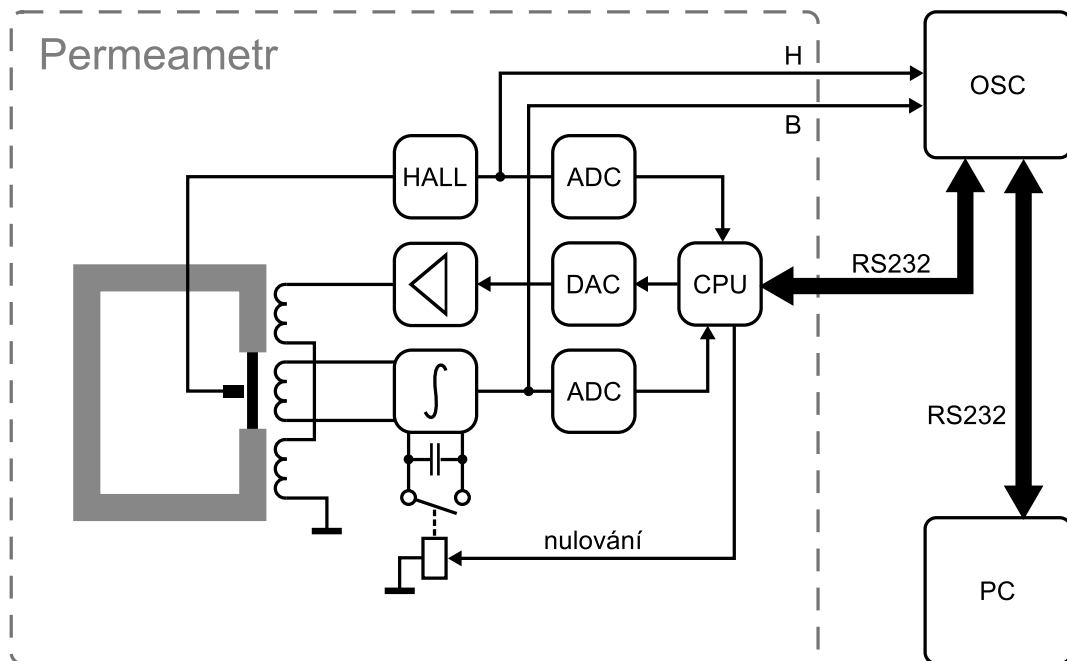 Permeametr
H
OSC
B
HALL
ADC
RS232
DAC
CPU
∫
ADC
RS232
nulování
PC